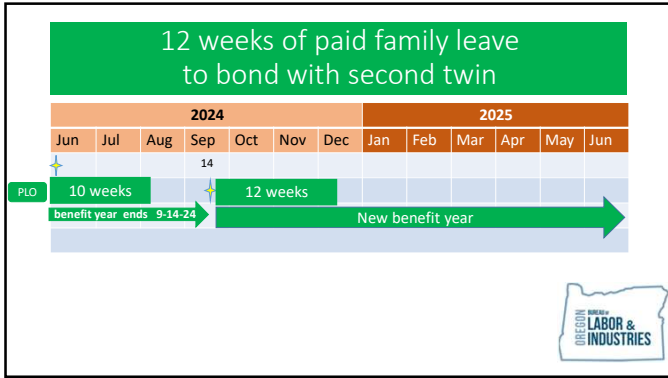 12 weeks of paid family leave
to bond with second twin
2024 2025
Jun Jul Aug Sep Oct Nov Dec Jan Feb Mar Apr May Jun
14
PLO 10 weeks 12 weeks
benefit year ends 9-14-24 New benefit year
OREGON
BUREAU OF
LABOR &
INDUSTRIES